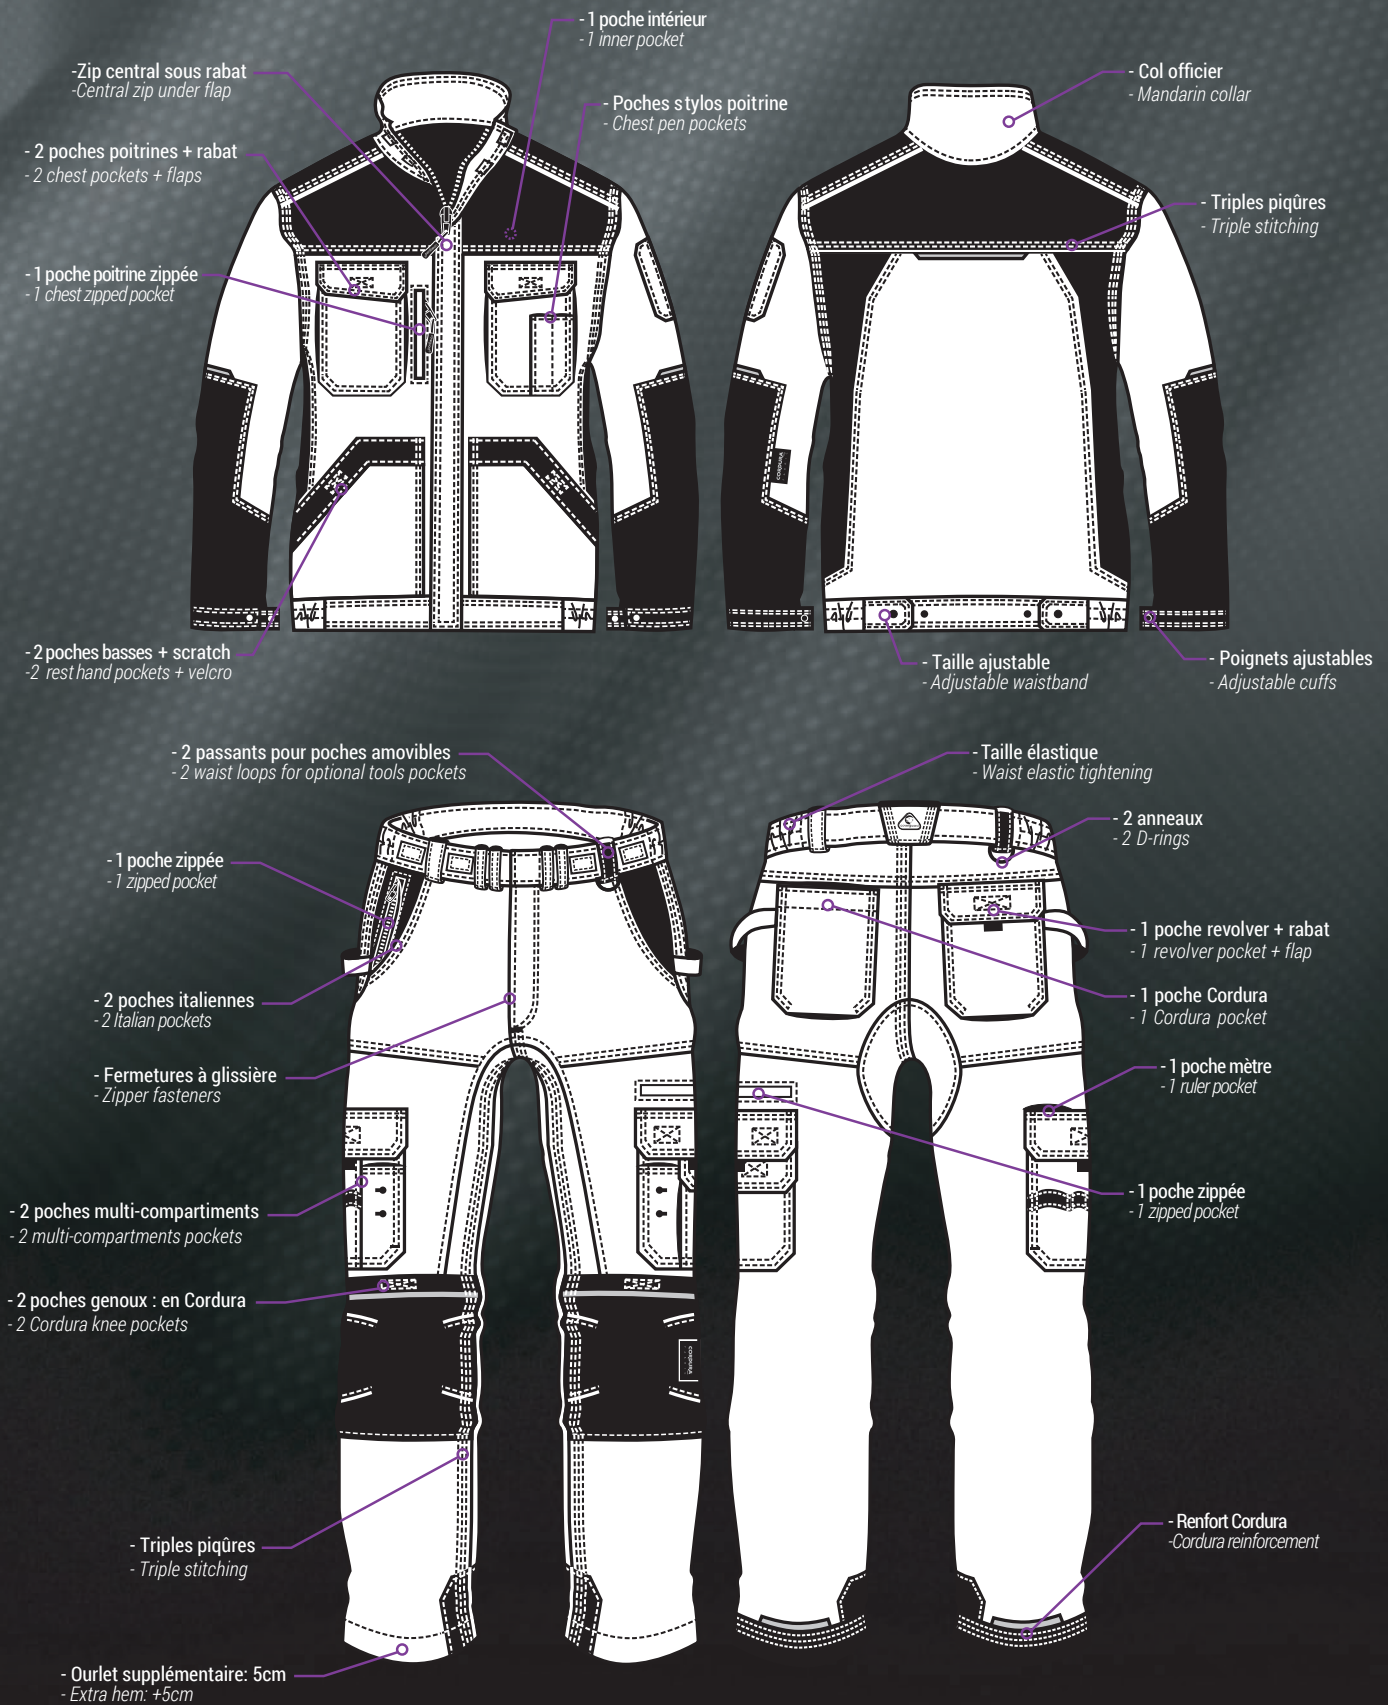 - 1 poche intérieur
- 1 inner pocket
-Zip central sous rabat
-Central zip under flap
- Poches stylos poitrine
- Chest pen pockets
- Col officier
- Mandarin collar
- 2 poches poitrines + rabat
- 2 chest pockets + flaps
- Triples piqûres
- Triple stitching
- 1 poche poitrine zippée
- 1 chest zipped pocket
CORDURA
- 2 poches basses + scratch
-2 rest hand pockets + velcro
- Taille ajustable
- Adjustable waistband
- Poignets ajustables
- Adjustable cuffs
- 2 passants pour poches amovibles
- 2 waist loops for optional tools pockets
- Taille élastique
- Waist elastic tightening
- 2 anneaux
- 2 D-rings
- 1 poche zippée
- 1 zipped pocket
- 1 poche revolver + rabat
- 1 revolver pocket + flap
- 2 poches italiennes
- 2 Italian pockets
- 1 poche Cordura
- 1 Cordura pocket
- Fermetures à glissière
- Zipper fasteners
- 1 poche mètre
- 1 ruler pocket
- 2 poches multi-compartiments
- 2 multi-compartments pockets
- 1 poche zippée
- 1 zipped pocket
- 2 poches genoux : en Cordura
- 2 Cordura knee pockets
CORDURA
- Triples piqûres
- Triple stitching
- Renfort Cordura
-Cordura reinforcement
- Ourlet supplémentaire: 5cm
- Extra hem: +5cm